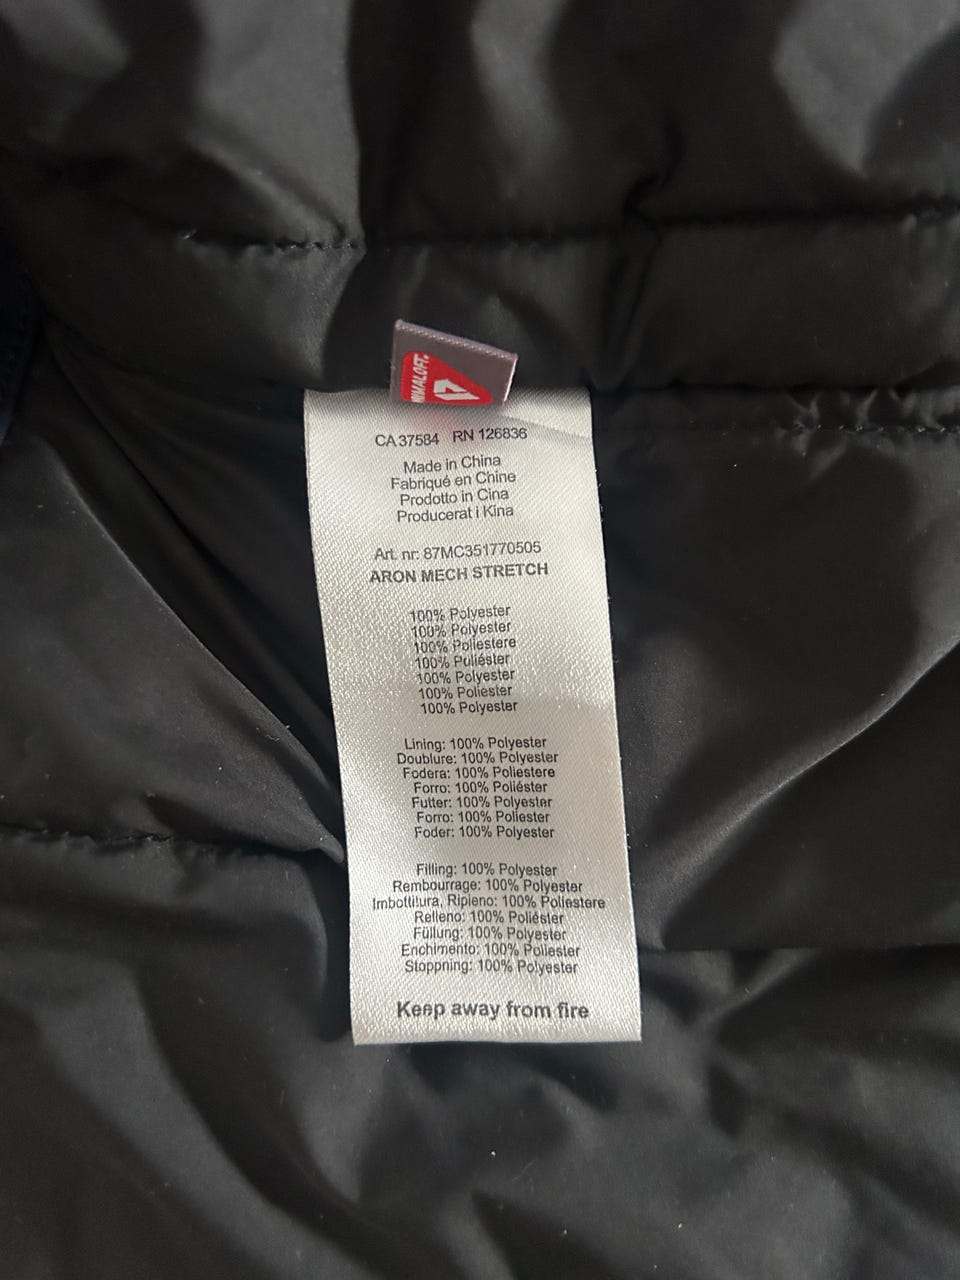 IMALOFT.
CA 37584 RN 126836
Made in China
Fabriqué en Chine
Prodotto in Cina
Producerat i Kina
Art. nr: 87MC351770505
ARON MECH STRETCH
100% Polyester
100% Polyester
100% Poliestere
100% Puliéster
100% Polyester
100% Poliester
100% Polyester
Lining: 100% Polyester
Doublure: 100% Polyester
Fodera: 100% Poliestere
Forro: 100% Poliéster
Futter: 100% Polyester
Forro: 100% Poliester
Foder: 100% Polyester
Filling: 100% Polyester
Rembourrage: 100% Polyester
Imbottitura, Ripleno: 100% Poliestere
Relleno: 100% Poliéster
Füllung: 100% Polyester
Enchimento: 100% Poliester
Stoppning: 100% Polyester
Keep away from fire